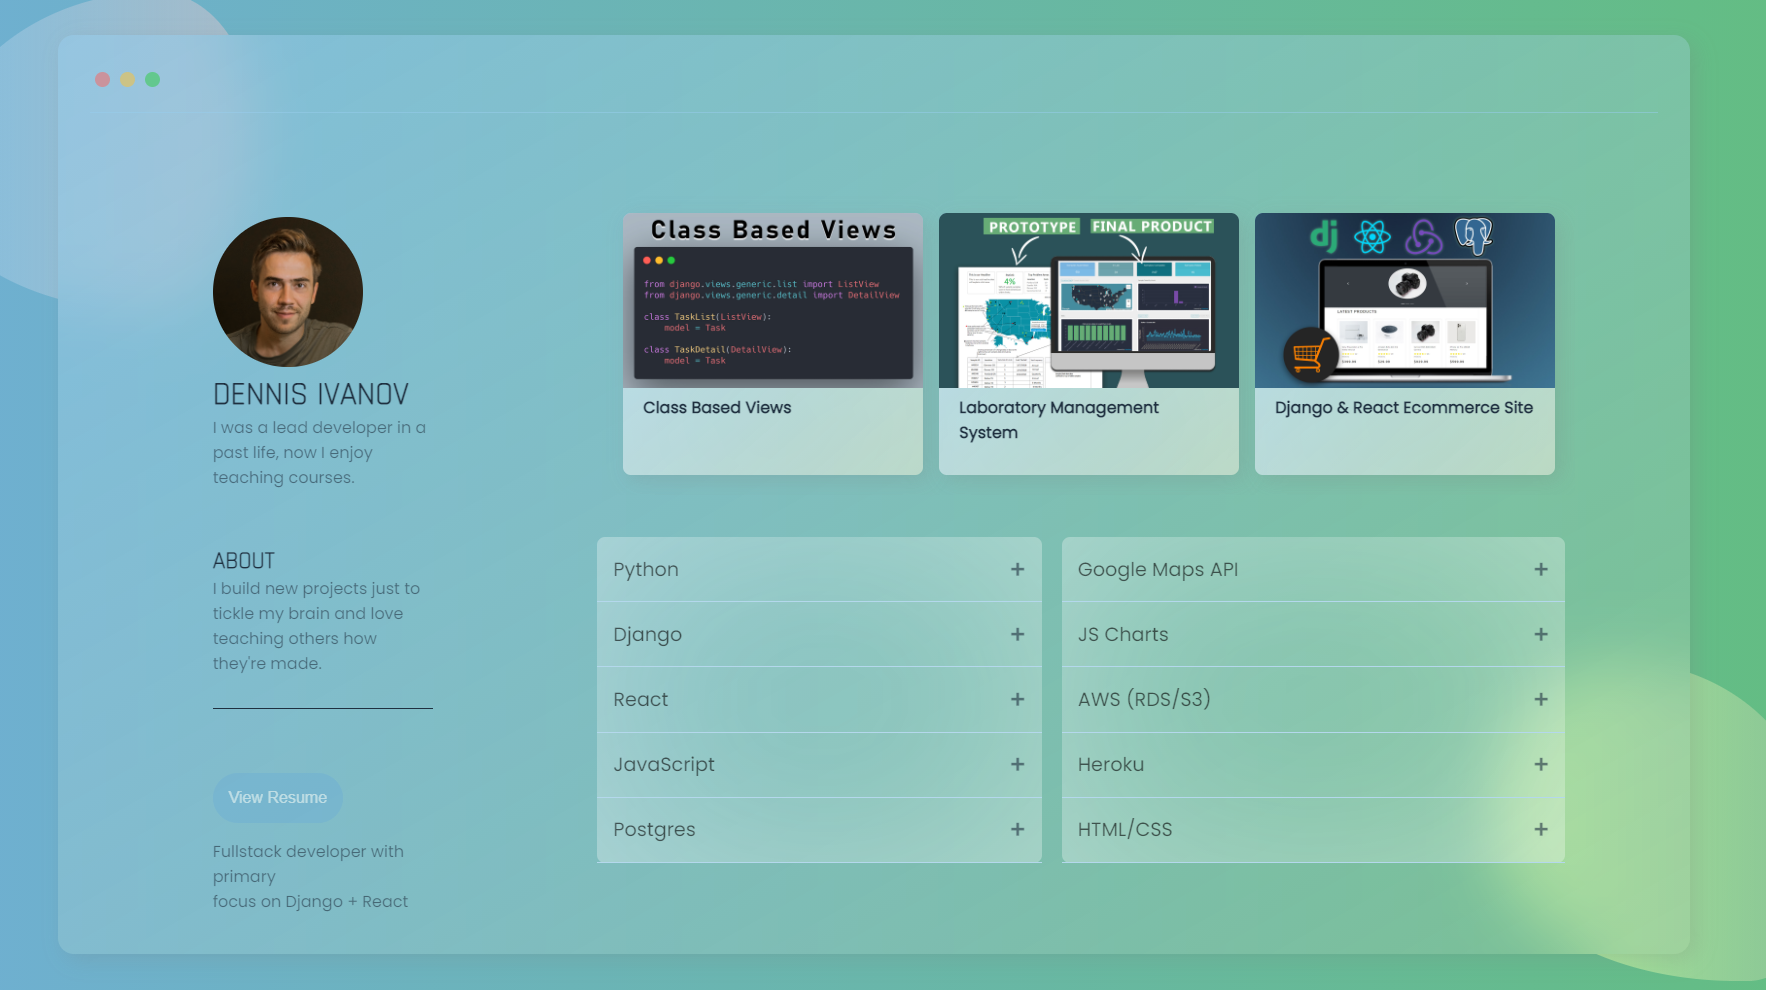 Class Based Views
from django.views.generic.list import ListView
from django.views.generic.detail import DetailView
class TaskList(ListView):
model = Task
class TaskDetail(DetailView):
model = Task
Class Based Views
PROTOTYPE
FINAL PRODUCT
4%
Laboratory Management
System
dj
LATEST PRODUCTS
Django & React Ecommerce Site
DENNIS IVANOV
I was a lead developer in a
past life, now I enjoy
teaching courses.
ABOUT
I build new projects just to
tickle my brain and love
teaching others how
they're made.
View Resume
Fullstack developer with
primary
focus on Django + React
Python
Django
React
JavaScript
Postgres
Google Maps API
JS Charts
AWS (RDS/S3)
Heroku
HTML/CSS